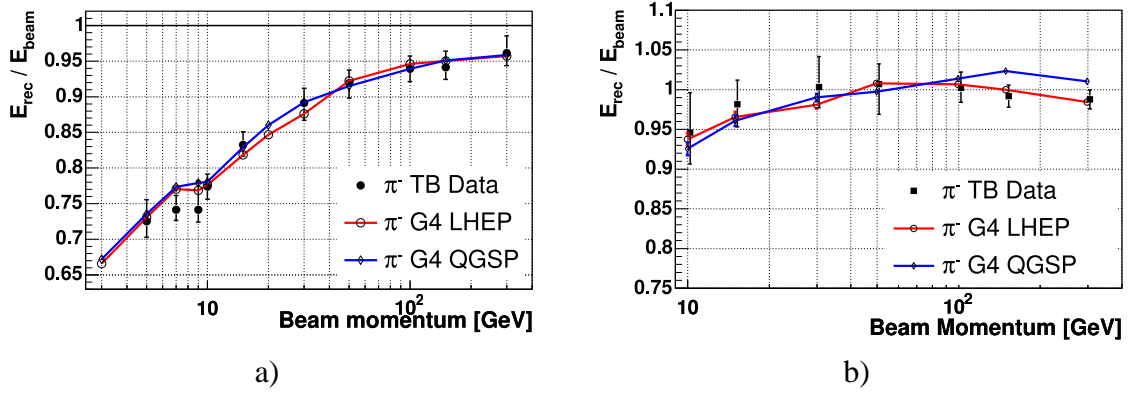 E_rec / E_beam
0.95
0.9
0.85
0.8
0.75
0.7
0.65
1
π⁻ TB Data
π⁻ G4 LHEP
π⁻ G4 QGSP
10
10²
Beam momentum [GeV]
a)
E_rec / E_beam
1.1
1.05
1
0.95
0.9
0.85
0.8
0.75
π⁻ TB Data
π⁻ G4 LHEP
π⁻ G4 QGSP
10
10²
Beam Momentum [GeV]
b)